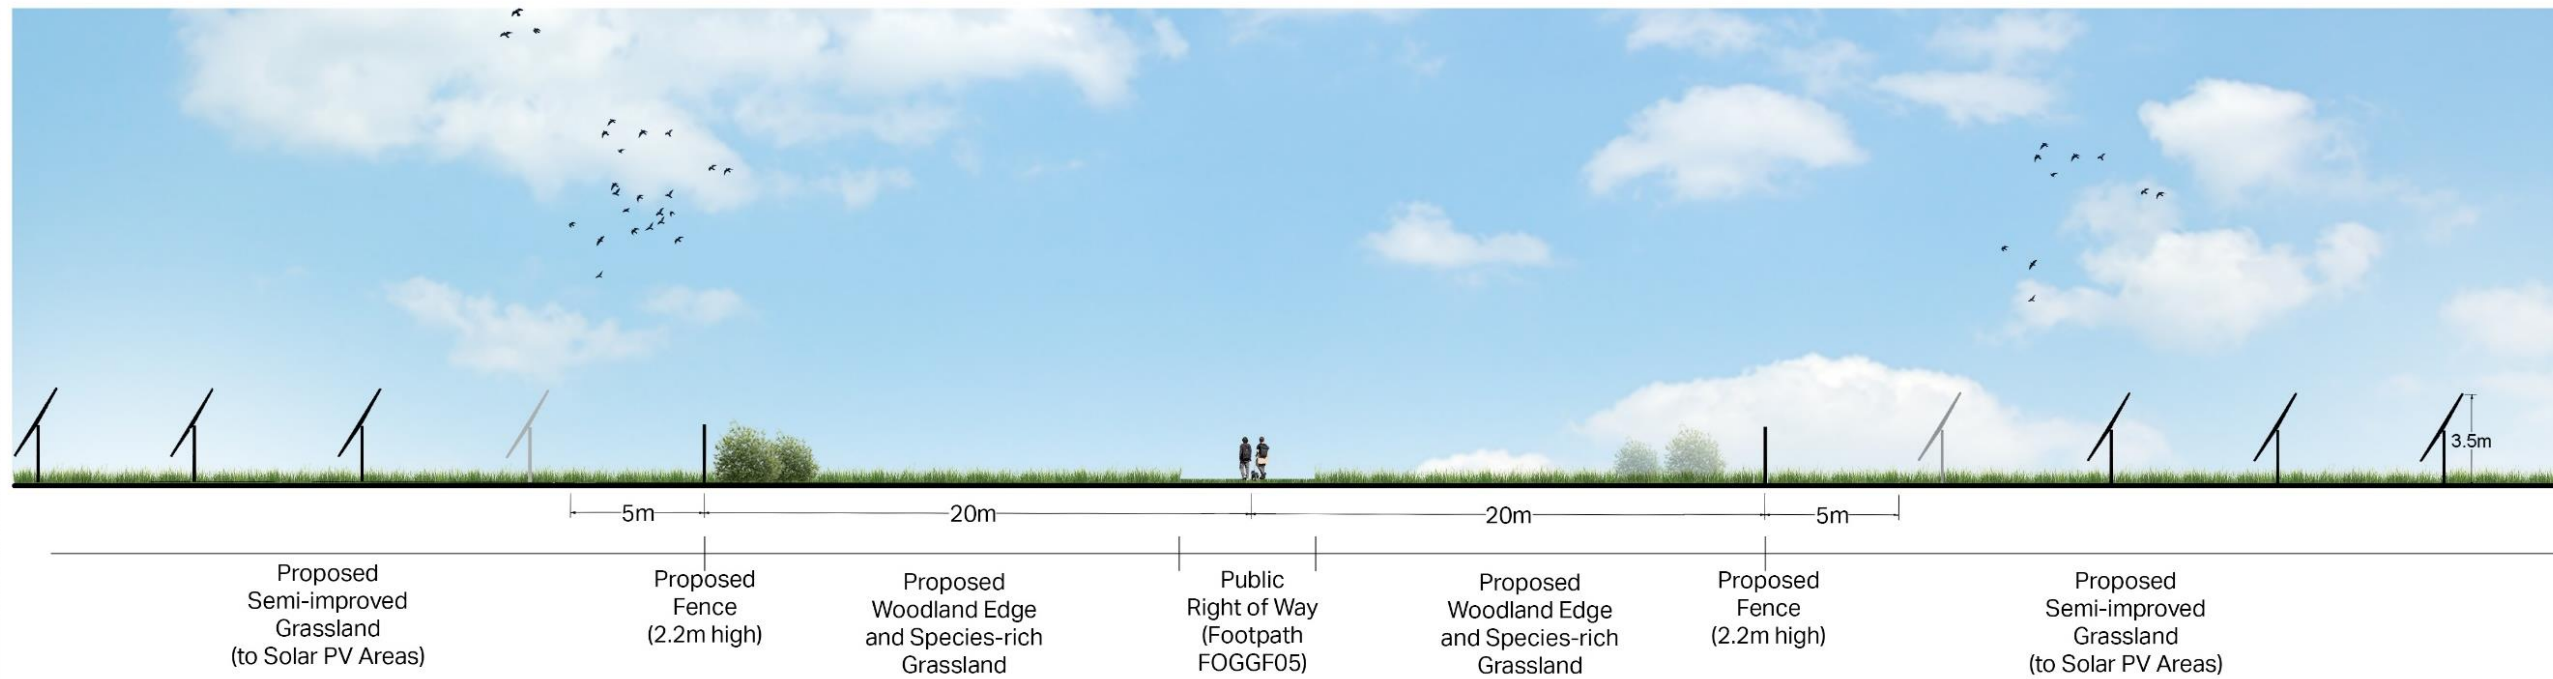 3.5m
5m
20m
20m
5m
Proposed
Semi-improved
Grassland
(to Solar PV Areas)
Proposed
Fence
(2.2m high)
Proposed
Woodland Edge
and Species-rich
Grassland
Public
Right of Way
(Footpath
FOGGF05)
Proposed
Woodland Edge
and Species-rich
Grassland
Proposed
Fence
(2.2m high)
Proposed
Semi-improved
Grassland
(to Solar PV Areas)